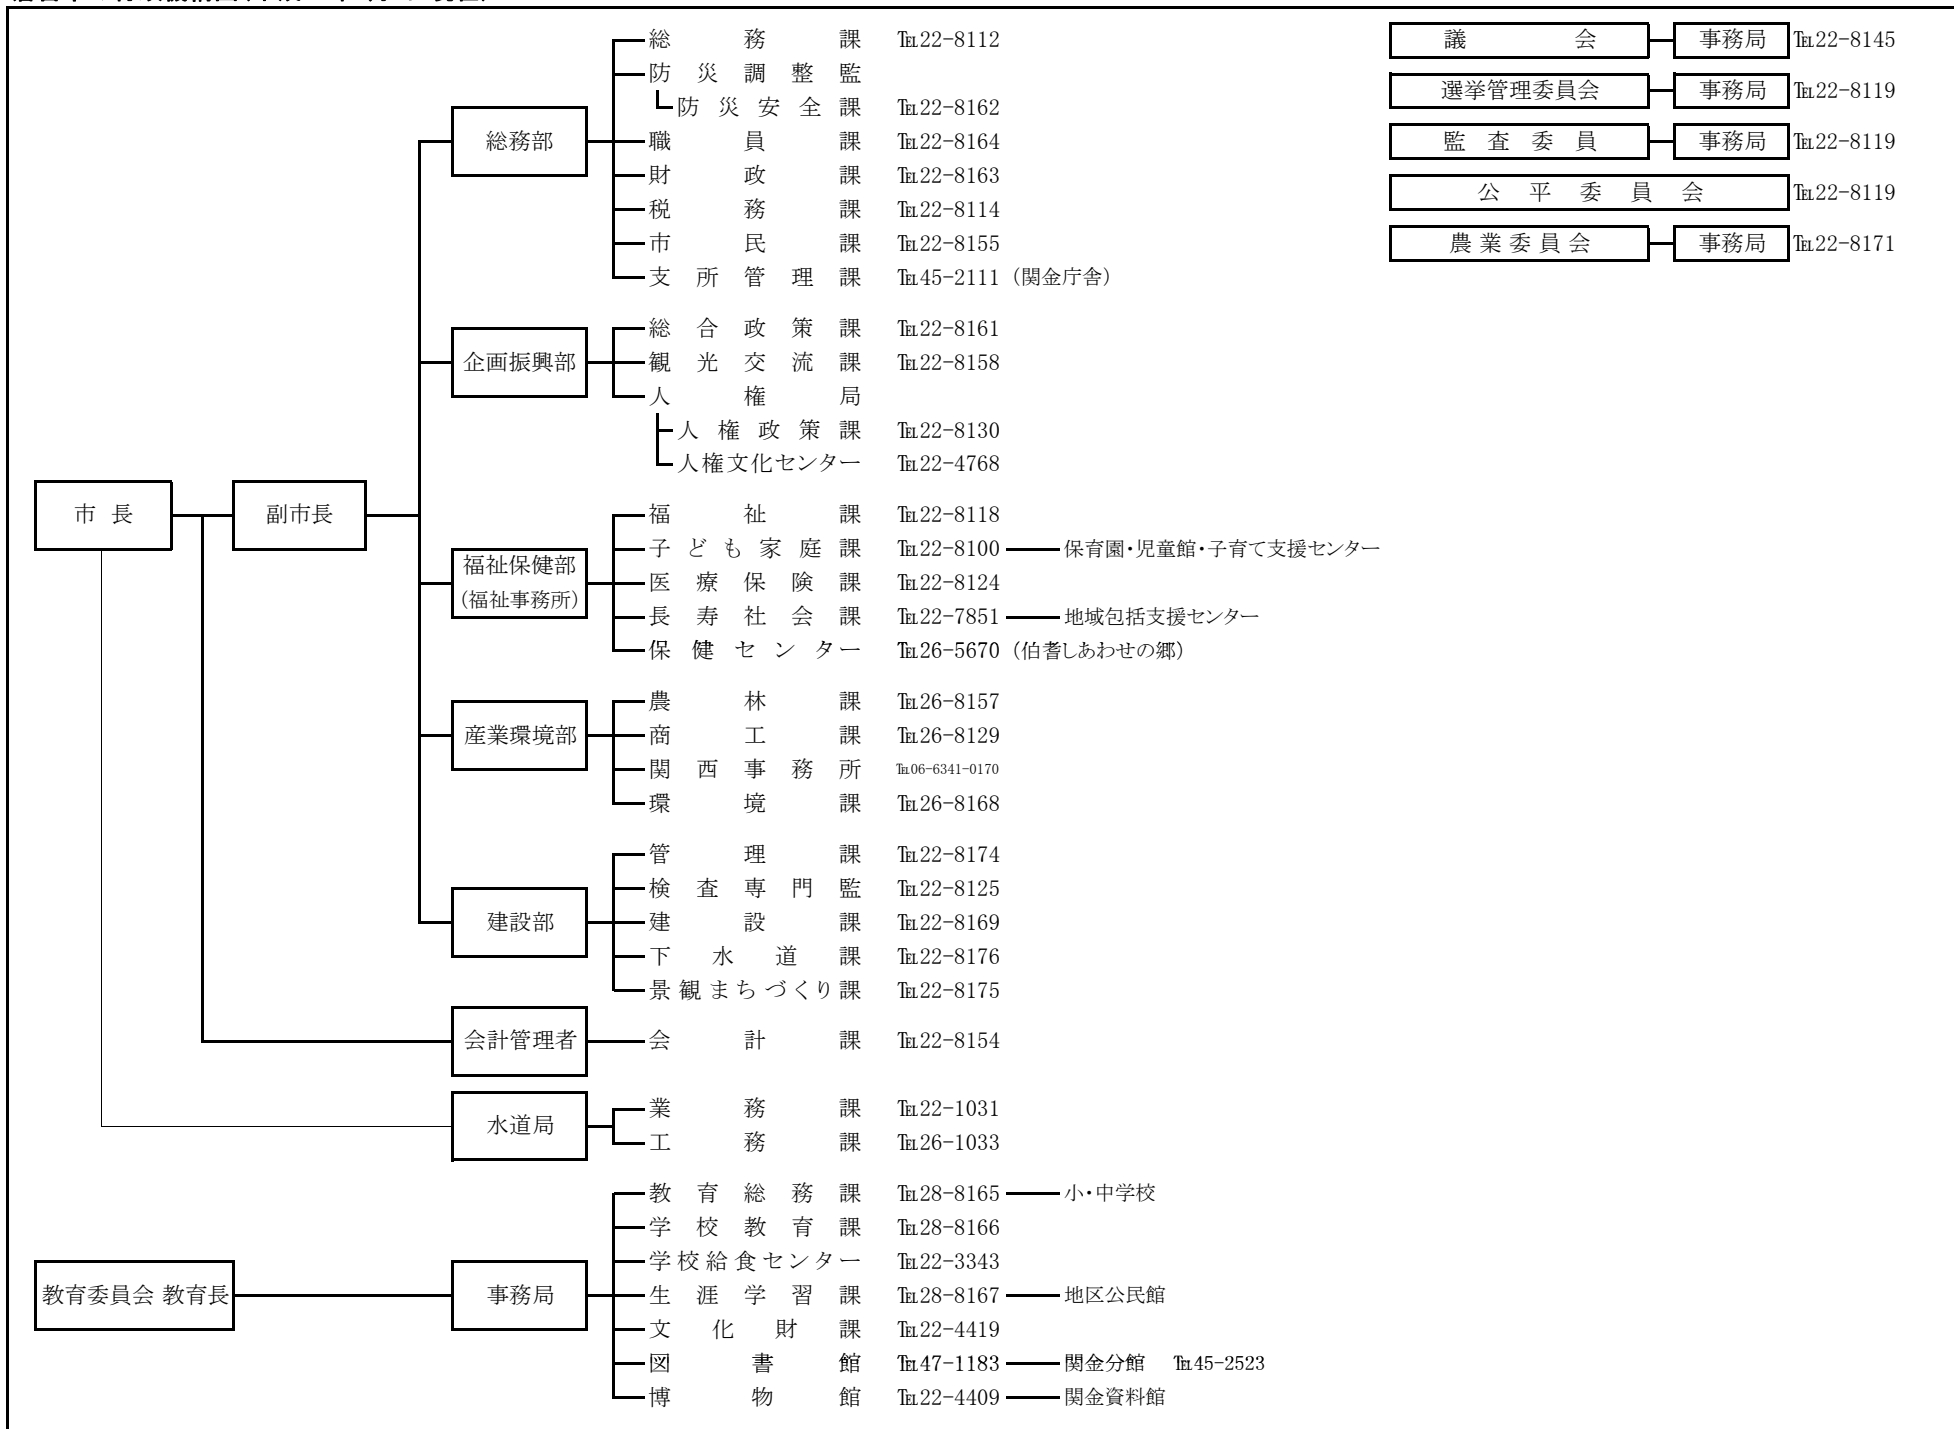 総務課 ℡22-8112
防災調整監
防災安全課 ℡22-8162
総務部
職員課 ℡22-8164
財政課 ℡22-8163
税務課 ℡22-8114
市民課 ℡22-8155
支所管理課 ℡45-2111 (関金庁舎)
総合政策課 ℡22-8161
企画振興部
観光交流課 ℡22-8158
人権局
人権政策課 ℡22-8130
人権文化センター ℡22-4768
市長
副市長
福祉課 ℡22-8118
子ども家庭課 ℡22-8100 保育園・児童館・子育て支援センター
福祉保健部
(福祉事務所)
医療保険課 ℡22-8124
長寿社会課 ℡22-7851 地域包括支援センター
保健センター ℡26-5670 (伯耆しあわせの郷)
農林課 ℡26-8157
産業環境部
商工課 ℡26-8129
関西事務所 ℡06-6341-0170
環境課 ℡26-8168
管理課 ℡22-8174
検査専門監 ℡22-8125
建設部
建設課 ℡22-8169
下水道課 ℡22-8176
景観まちづくり課 ℡22-8175
会計管理者
会計課 ℡22-8154
水道局
業務課 ℡22-1031
工務課 ℡26-1033
教育総務課 ℡28-8165 小・中学校
学校教育課 ℡28-8166
学校給食センター ℡22-3343
教育委員会 教育長
事務局
生涯学習課 ℡28-8167 地区公民館
文化財課 ℡22-4419
図書館 ℡47-1183 関金分館 ℡45-2523
博物館 ℡22-4409 関金資料館
議会 事務局 ℡22-8145
選挙管理委員会 事務局 ℡22-8119
監査委員 事務局 ℡22-8119
公平委員会 ℡22-8119
農業委員会 事務局 ℡22-8171